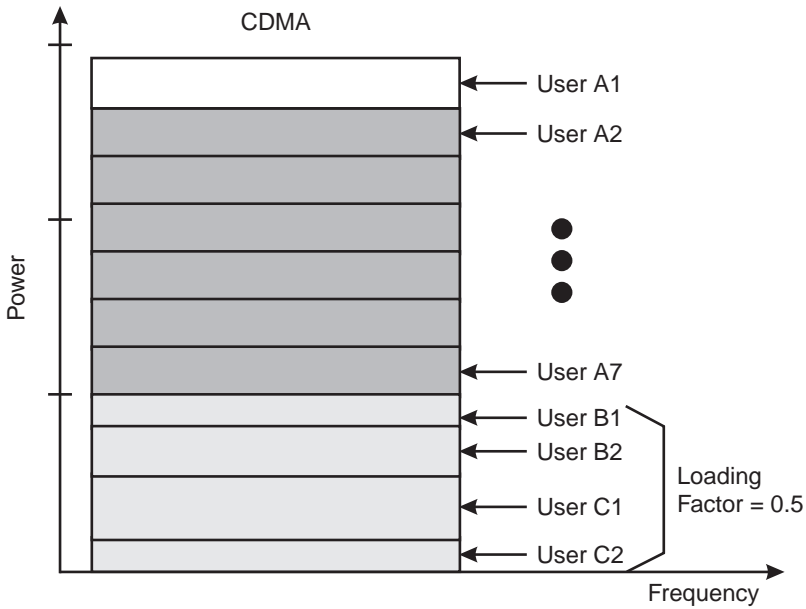 CDMA
User A1
User A2
Power
User A7
User B1
User B2
Loading
Factor = 0.5
User C1
User C2
Frequency